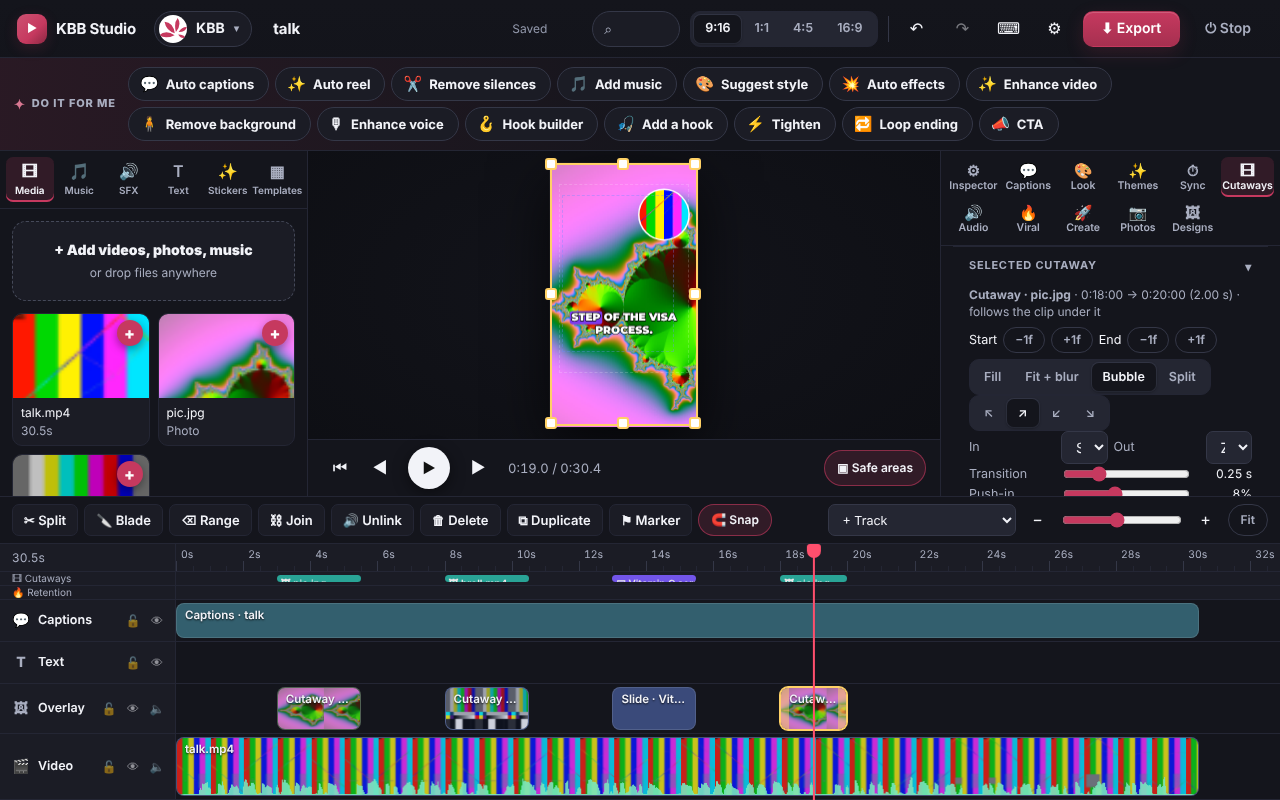 KBB Studio
KBB
talk
Saved
9:16
1:1
4:5
16:9
Export
Stop
DO IT FOR ME
Auto captions
Auto reel
Remove silences
Add music
Suggest style
Auto effects
Enhance video
Remove background
Enhance voice
Hook builder
Add a hook
Tighten
Loop ending
CTA
Media
Music
SFX
Text
Stickers
Templates
+ Add videos, photos, music
or drop files anywhere
talk.mp4
30.5s
pic.jpg
Photo
STEP OF THE VISA
PROCESS.
0:19.0 / 0:30.4
Safe areas
Inspector
Captions
Look
Themes
Sync
Cutaways
Audio
Viral
Create
Photos
Designs
SELECTED CUTAWAY
Cutaway · pic.jpg · 0:18:00 → 0:20:00 (2.00 s) ·
follows the clip under it
Start
−1f
+1f
End
−1f
+1f
Fill
Fit + blur
Bubble
Split
In
Out
Transition
0.25 s
Push-in
8%
Split
Blade
Range
Join
Unlink
Delete
Duplicate
Marker
Snap
+ Track
Fit
30.5s
0s
2s
4s
6s
8s
10s
12s
14s
16s
18s
20s
22s
24s
26s
28s
30s
32s
Cutaways
Retention
Captions
Captions · talk
Text
Overlay
Cutaway ...
Cutaway ...
Slide · Vit...
Cutaw...
Video
talk.mp4